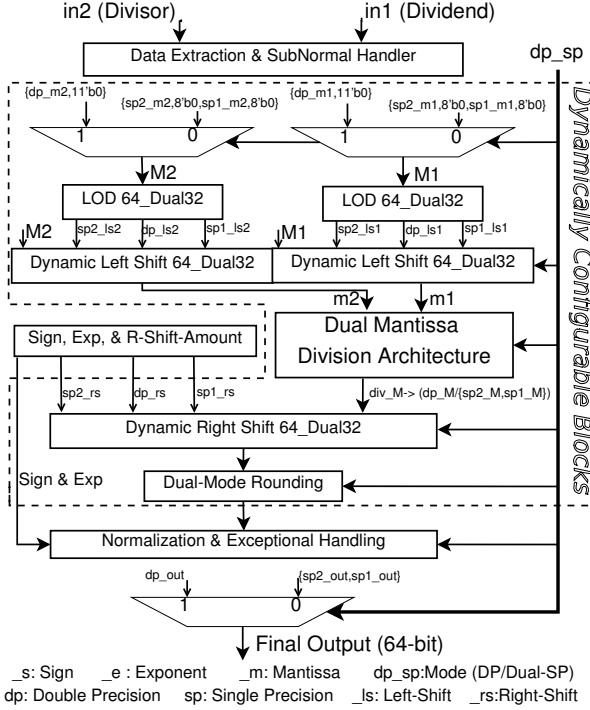 in2 (Divisor) in1 (Dividend)
Data Extraction & SubNormal Handler
dp_sp
{dp_m2,11'b0} {dp_m1,11'b0}
{sp2_m2,8'b0,sp1_m2,8'b0} {sp2_m1,8'b0,sp1_m1,8'b0}
1 0 1 0
M2 M1
LOD 64_Dual32 LOD 64_Dual32
M2 sp2_ls2 dp_ls2 sp1_ls2 M1 sp2_ls1 dp_ls1 sp1_ls1
Dynamic Left Shift 64_Dual32 Dynamic Left Shift 64_Dual32
m2 m1
Dual Mantissa
Division Architecture
Sign, Exp, & R-Shift-Amount
sp2_rs dp_rs sp1_rs div_M-> (dp_M/{sp2_M,sp1_M})
Dynamic Right Shift 64_Dual32
Sign & Exp
Dual-Mode Rounding
Dynamically Configurable Blocks
Normalization & Exceptional Handling
dp_out {sp2_out,sp1_out}
1 0
Final Output (64-bit)
_s: Sign _e : Exponent _m: Mantissa dp_sp:Mode (DP/Dual-SP)
dp: Double Precision sp: Single Precision _ls: Left-Shift _rs:Right-Shift